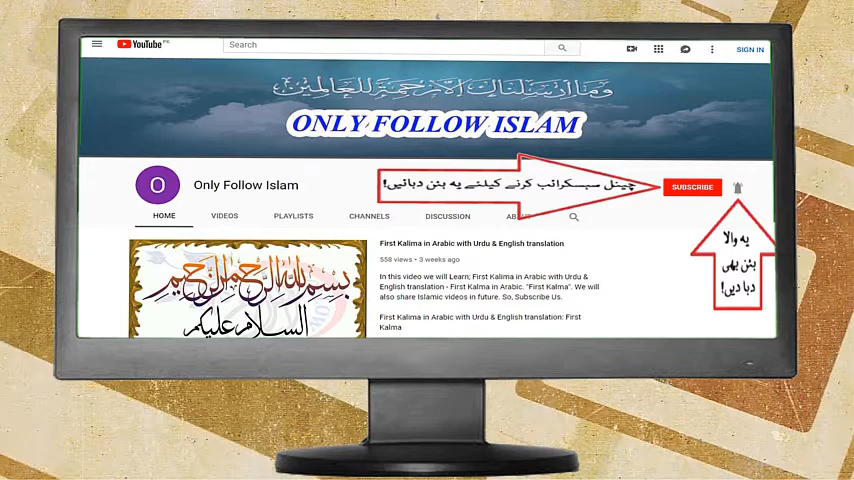 YouTube PK
Search
SIGN IN
وما أرسلناك إلا رحمة للعالمين
ONLY FOLLOW ISLAM
O
Only Follow Islam
چینل سبسکرائب کرنے کیلئے یہ بٹن دبائیں!
SUBSCRIBE
HOME VIDEOS PLAYLISTS CHANNELS DISCUSSION
یہ والا
بٹن بھی
دبا دیں!
First Kalima in Arabic with Urdu & English translation
558 views • 3 weeks ago
In this video we will Learn; First Kalima in Arabic with Urdu &
English translation - First Kalima in Arabic. "First Kalma". We will
also share Islamic videos in future. So, Subscribe Us.
First Kalima in Arabic with Urdu & English translation: First
Kalma
بسم الله الرحمن الرحيم
السلام علیکم